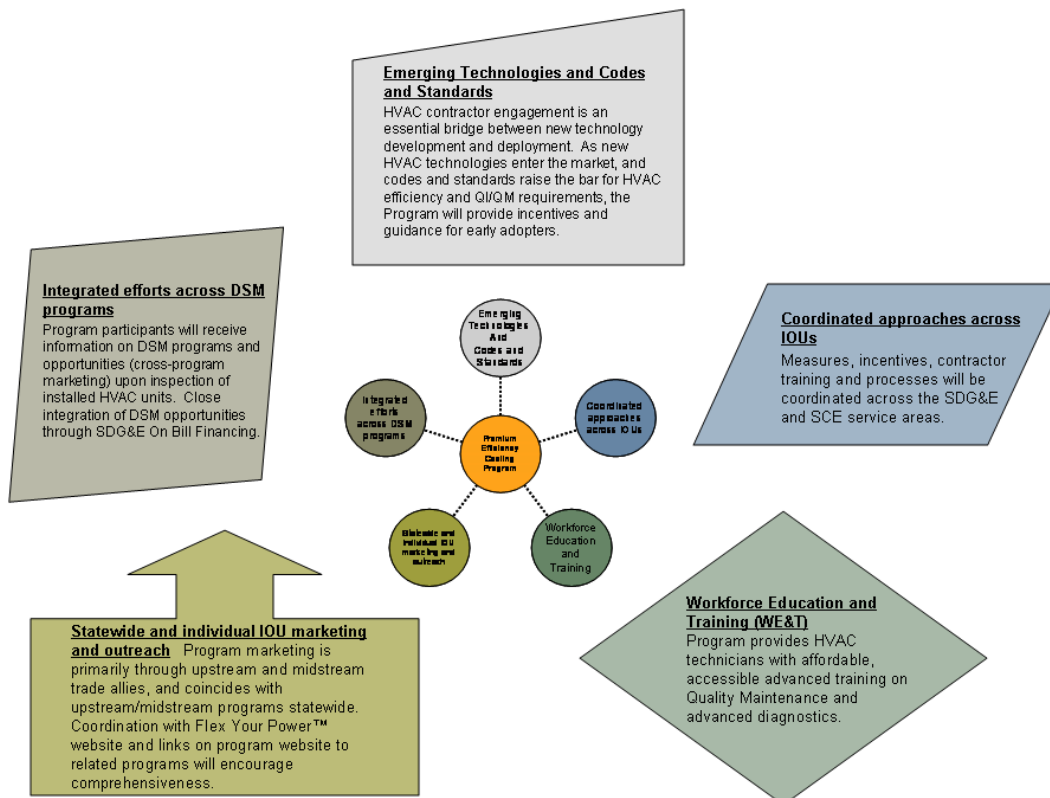 Emerging Technologies and Codes
and Standards
HVAC contractor engagement is an
essential bridge between new technology
development and deployment.  As new
HVAC technologies enter the market, and
codes and standards raise the bar for HVAC
efficiency and QI/QM requirements, the
Program will provide incentives and
guidance for early adopters.
Integrated efforts across DSM
programs
Program participants will receive
information on DSM programs and
opportunities (cross-program
marketing) upon inspection of
installed HVAC units.  Close
integration of DSM opportunities
through SDG&E On Bill Financing.
Emerging
Technologies
And
Codes and
Standards
Integrated
efforts
across DSM
programs
Coordinated
approaches
across IOUs
Premium
Efficiency
Cooling
Program
Statewide and
individual IOU
marketing and
outreach
Workforce
Education
and
Training
Coordinated approaches across
IOUs
Measures, incentives, contractor
training and processes will be
coordinated across the SDG&E
and SCE service areas.
Statewide and individual IOU marketing
and outreach   Program marketing is
primarily through upstream and midstream
trade allies, and coincides with
upstream/midstream programs statewide.
Coordination with Flex Your Power™
website and links on program website to
related programs will encourage
comprehensiveness.
Workforce Education and
Training (WE&T)
Program provides HVAC
technicians with affordable,
accessible advanced training on
Quality Maintenance and
advanced diagnostics.